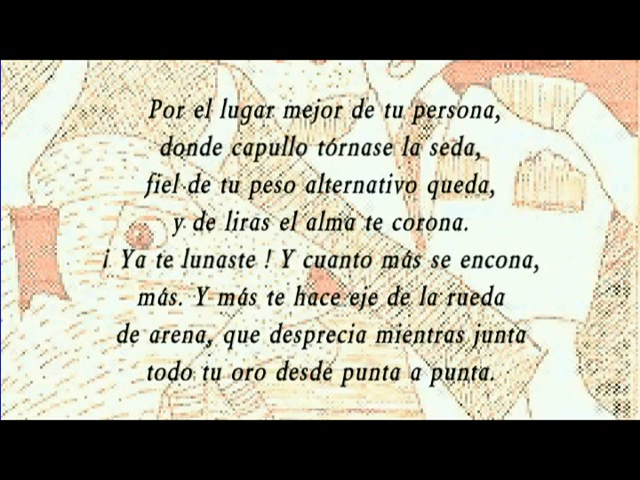 Por el lugar mejor de tu persona,
donde capullo tórnase la seda,
fiel de tu peso alternativo queda,
y de liras el alma te corona.
¡ Ya te lunaste ! Y cuanto más se encona,
más. Y más te hace eje de la rueda
de arena, que desprecia mientras junta
todo tu oro desde punta a punta.